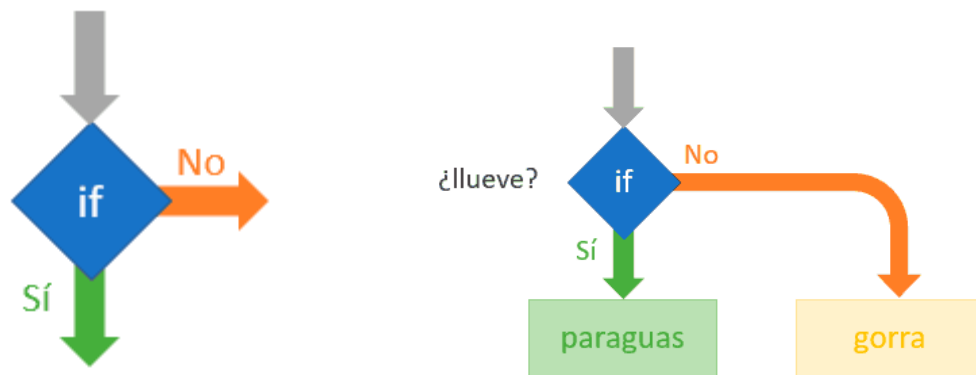 No
if
Sí
¿llueve?
if
No
Sí
paraguas
gorra